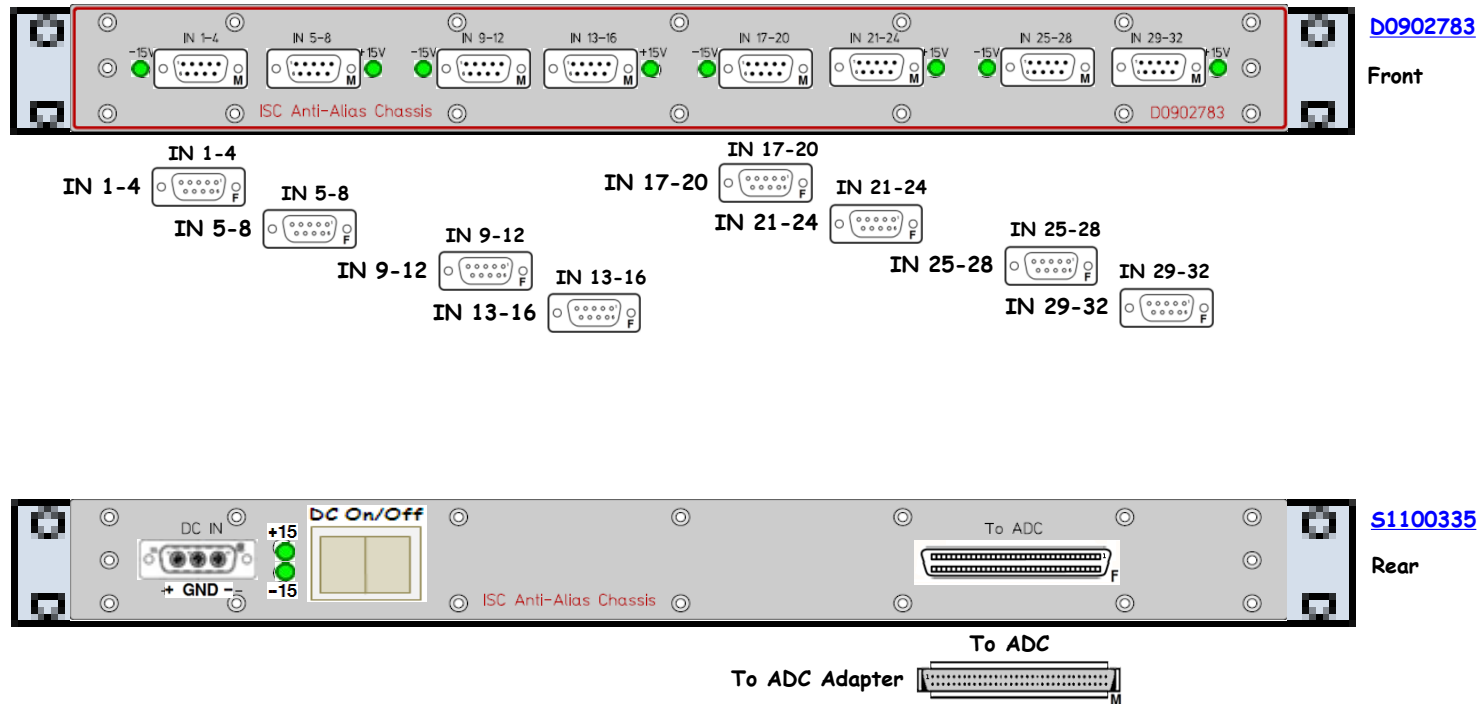 D0902783
Front
IN 1-4
IN 5-8
IN 9-12
IN 13-16
IN 17-20
IN 21-24
IN 25-28
IN 29-32
-15V
+15V
-15V
+15V
-15V
+15V
-15V
+15V
M
M
M
M
M
M
M
M
ISC Anti-Alias Chassis
D0902783
IN 1-4
IN 1-4
F
IN 5-8
IN 5-8
F
IN 9-12
IN 9-12
F
IN 13-16
IN 13-16
F
IN 17-20
IN 17-20
F
IN 21-24
IN 21-24
F
IN 25-28
IN 25-28
F
IN 29-32
IN 29-32
F
S1100335
Rear
DC IN
+ GND -
+15
-15
DC On/Off
ISC Anti-Alias Chassis
To ADC
1
F
To ADC
To ADC Adapter
1
M